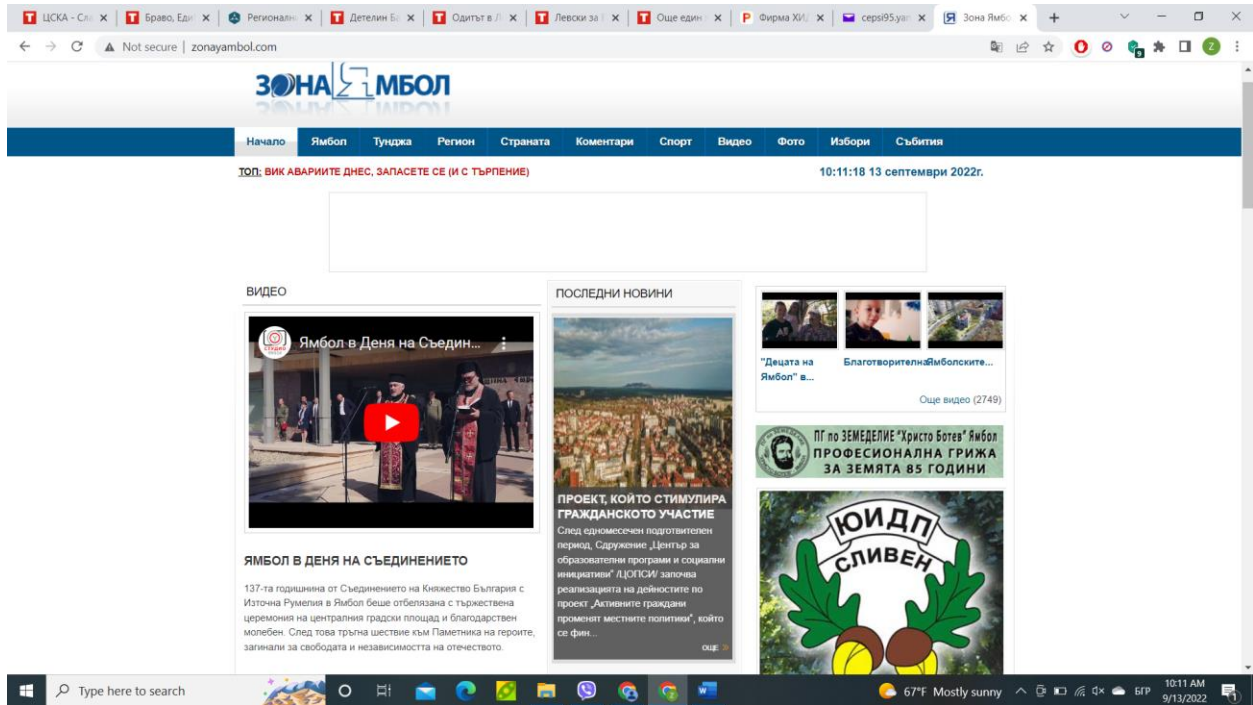 ЦСКА - Сл
Браво, Еди
Регионалн
Детелин Б
Одитът в Л
Левски за
Още един
Фирма ХИ
cepsi95.ya
Зона Ямбо
Not secure | zonayambol.com
ЗОНА ЯМБОЛ
Начало Ямбол Тунджа Регион Страната Коментари Спорт Видео Фото Избори Събития
ТОП: ВИК АВАРИИТЕ ДНЕС, ЗАПАСЕТЕ СЕ (И С ТЪРПЕНИЕ)
10:11:18 13 септември 2022г.
ВИДЕО
Ямбол в Деня на Съедин...
ЯМБОЛ В ДЕНЯ НА СЪЕДИНЕНИЕТО
137-та годишнина от Съединението на Княжество България с
Източна Румелия в Ямбол беше отбелязана с тържествена
церемония на централния градски площад и благодарствен
молебен. След това тръгна шествие към Паметника на героите,
загинали за свободата и независимостта на отечеството.
ПОСЛЕДНИ НОВИНИ
ПРОЕКТ, КОЙТО СТИМУЛИРА
ГРАЖДАНСКОТО УЧАСТИЕ
След едномесечен подготвителен
период, Сдружение „Център за
образователни програми и социални
инициативи" /ЦОПСИ/ започва
реализацията на дейностите по
проект „Активните граждани
променят местните политики", който
се фин...
ОЩЕ »
"Децата на
Ямбол" в...
Благотворителна
Ямболските...
Още видео (2749)
ПГ по ЗЕМЕДЕЛИЕ "Христо Ботев" Ямбол
ПРОФЕСИОНАЛНА ГРИЖА
ЗА ЗЕМЯТА 85 ГОДИНИ
ЮИДП
СЛИВЕН
Type here to search
67°F Mostly sunny
БГР
10:11 AM
9/13/2022